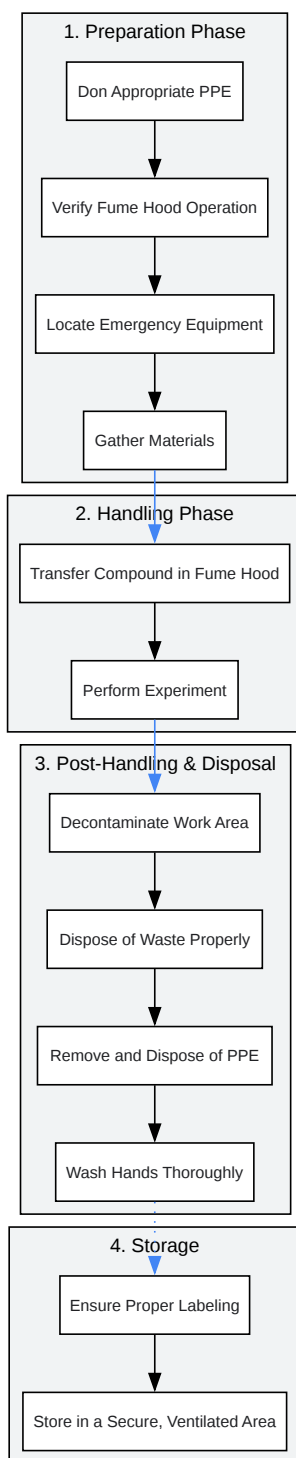 1. Preparation Phase
Don Appropriate PPE
Verify Fume Hood Operation
Locate Emergency Equipment
Gather Materials
2. Handling Phase
Transfer Compound in Fume Hood
Perform Experiment
3. Post-Handling & Disposal
Decontaminate Work Area
Dispose of Waste Properly
Remove and Dispose of PPE
Wash Hands Thoroughly
4. Storage
Ensure Proper Labeling
Store in a Secure, Ventilated Area